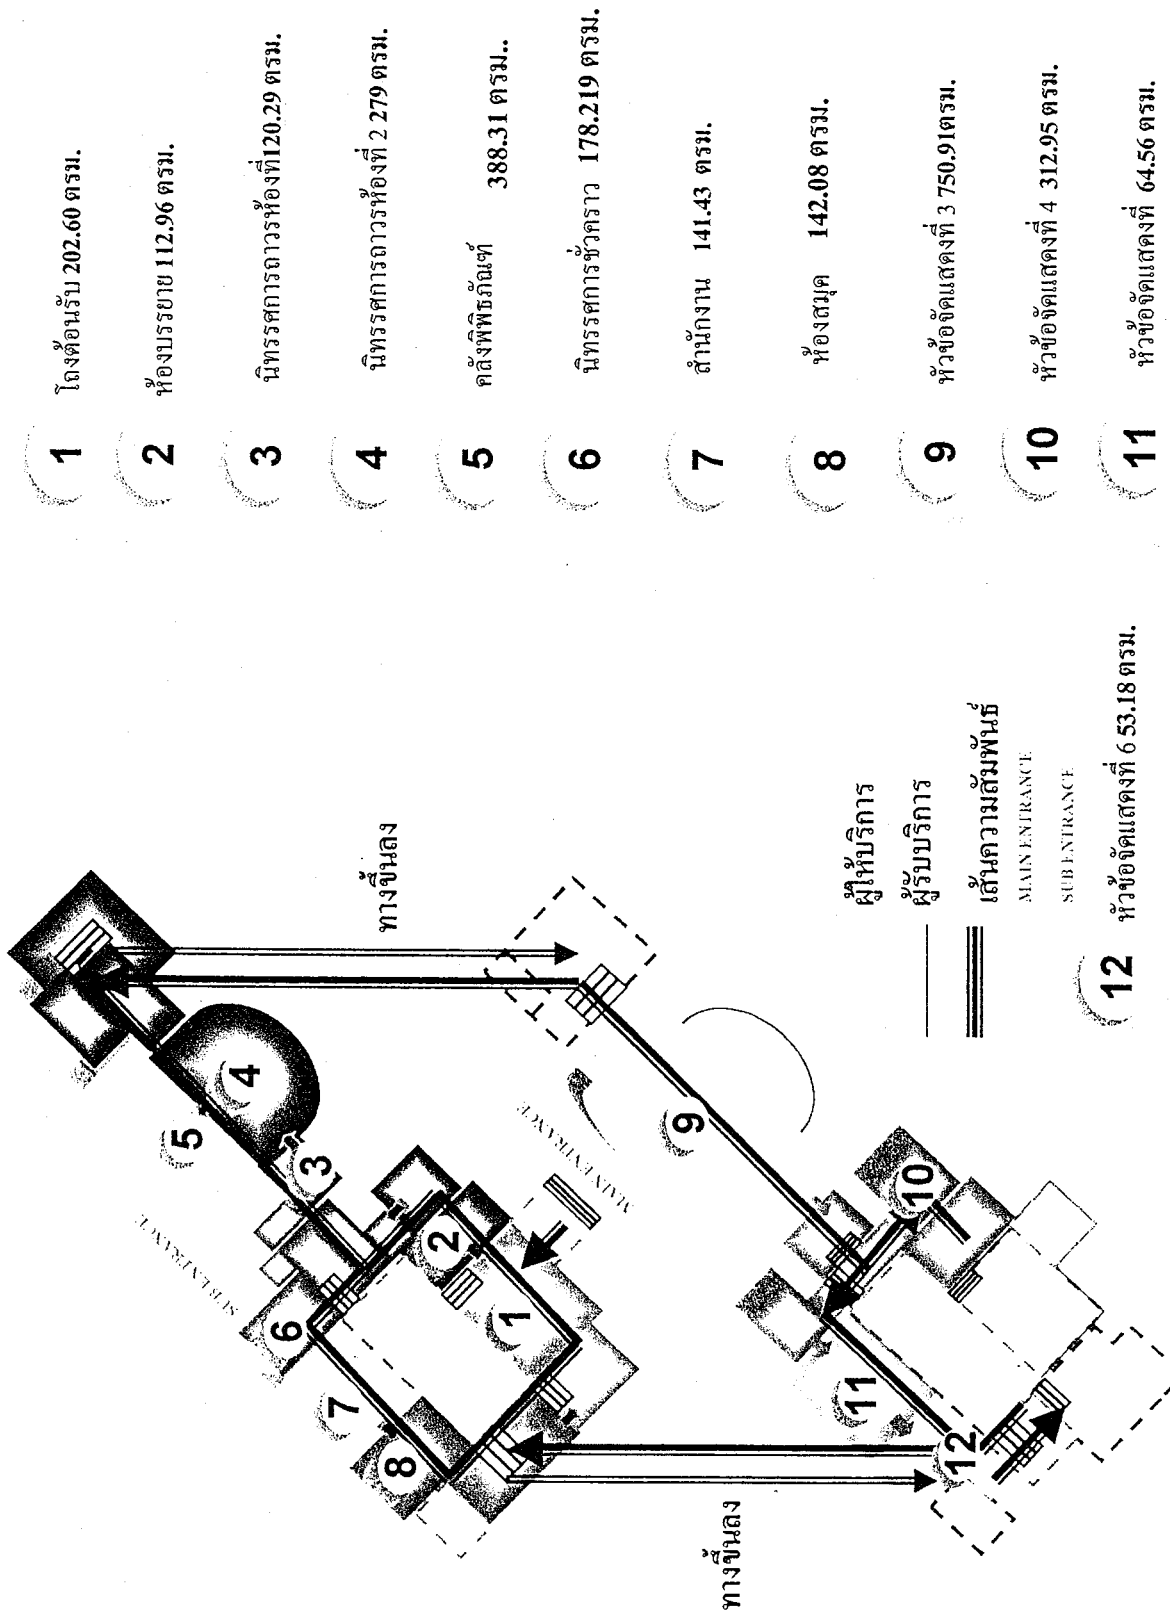 SUB ENTRANCE
5
4
3
6
7
8
2
1
MAIN ENTRANCE
ทางขึ้นลง
9
10
11
12
ทางขึ้นลง
ผู้ให้บริการ
ผู้รับบริการ
เส้นความสัมพันธ์
MAIN ENTRANCE
SUB ENTRANCE
1 โถงต้อนรับ 202.60 ตรม.
2 ห้องบรรยาย 112.96 ตรม.
3 นิทรรศการถาวรห้องที่120.29 ตรม.
4 นิทรรศการถาวรห้องที่ 2 279 ตรม.
5 คลังพิพิธภัณฑ์ 388.31 ตรม..
6 นิทรรศการชั่วคราว 178.219 ตรม.
7 สำนักงาน 141.43 ตรม.
8 ห้องสมุด 142.08 ตรม.
9 หัวข้อจัดแสดงที่ 3 750.91ตรม.
10 หัวข้อจัดแสดงที่ 4 312.95 ตรม.
11 หัวข้อจัดแสดงที่ 64.56 ตรม.
12 หัวข้อจัดแสดงที่ 6 53.18 ตรม.